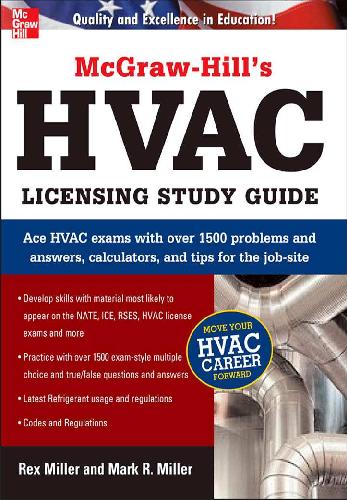 Mc
Graw
Hill
Quality and Excellence in Education!
McGraw-Hill's
HVAC
LICENSING STUDY GUIDE
Ace HVAC exams with over 1500 problems and
answers, calculators, and tips for the job-site
• Develop skills with material most likely to
appear on the NATE, ICE, RSES, HVAC license
exams and more
• Practice with over 1500 exam-style multiple
choice and true/false questions and answers
• Latest Refrigerant usage and regulations
• Codes and Regulations
MOVE YOUR
HVAC
CAREER
FORWARD
Rex Miller and Mark R. Miller